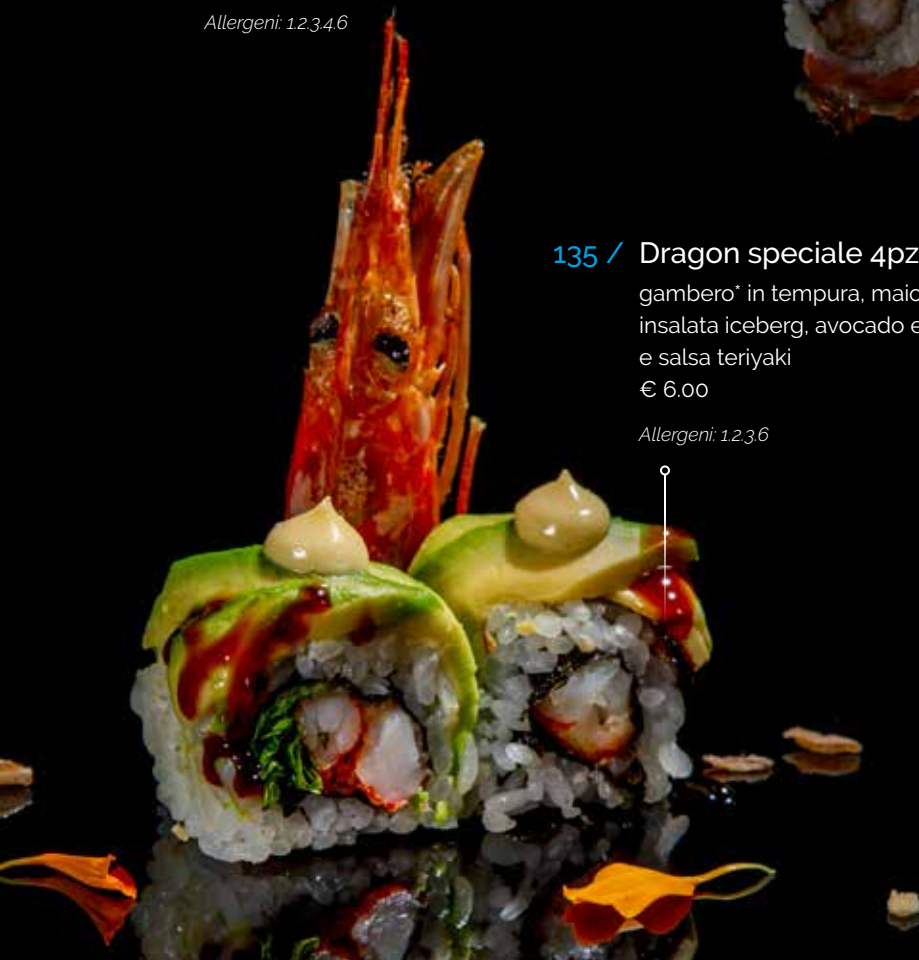 Allergeni: 1.2.3.4.6
135 / Dragon speciale 4pz
gambero* in tempura, maio
insalata iceberg, avocado e
e salsa teriyaki
€ 6.00
Allergeni: 1.2.3.6